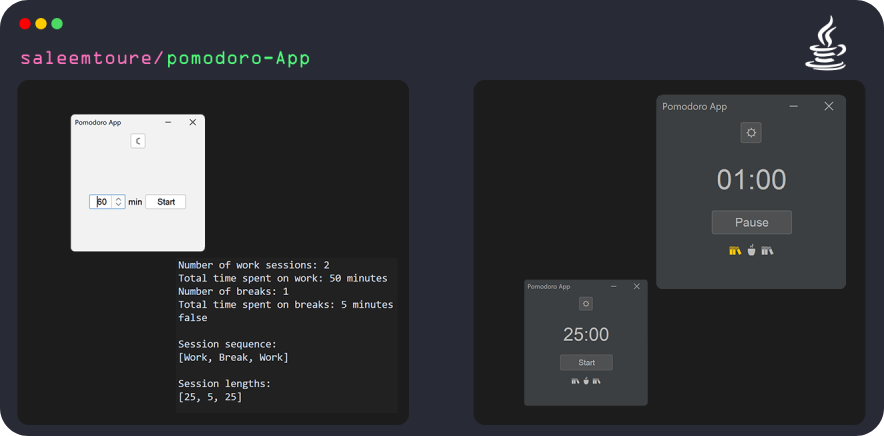 saleemtoure/pomodoro-App
Pomodoro App
60 min Start
Number of work sessions: 2
Total time spent on work: 50 minutes
Number of breaks: 1
Total time spent on breaks: 5 minutes
false
Session sequence:
[Work, Break, Work]
Session lengths:
[25, 5, 25]
Pomodoro App
01:00
Pause
Pomodoro App
25:00
Start